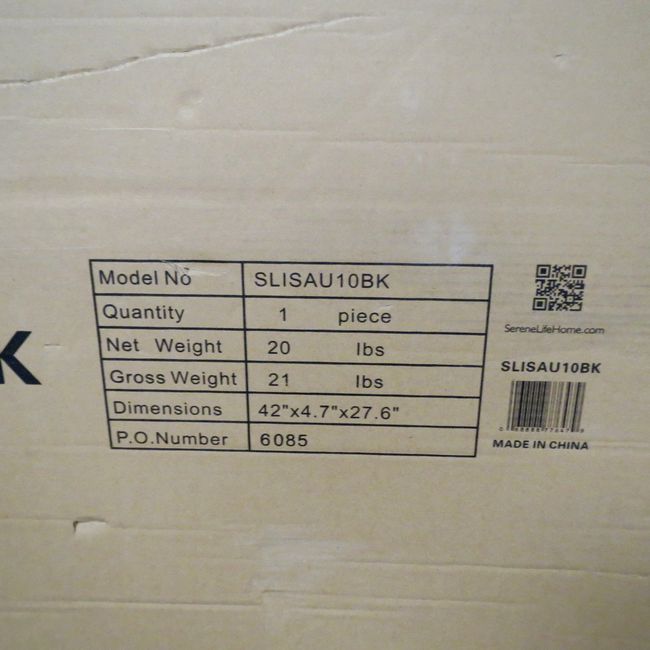 K
Model No SLISAU10BK
Quantity 1 piece
Net Weight 20 lbs
Gross Weight 21 lbs
Dimensions 42"x4.7"x27.6"
P.O.Number 6085
SereneLifeHome.com
SLISAU10BK
MADE IN CHINA